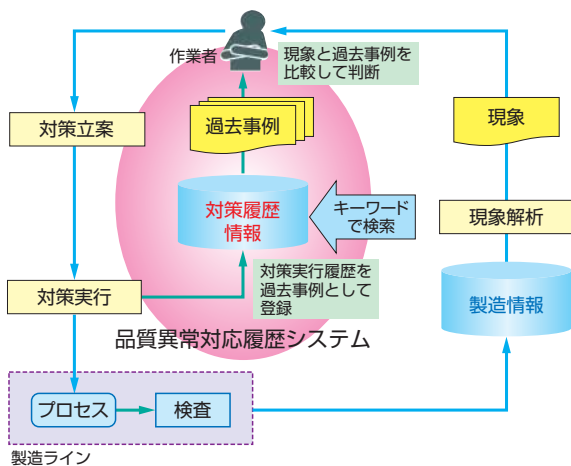 作業者
現象と過去事例を
比較して判断
対策立案
過去事例
現象
対策履歴
情報
キーワード
で検索
現象解析
対策実行
対策実行履歴を
過去事例として
登録
製造情報
品質異常対応履歴システム
プロセス
検査
製造ライン